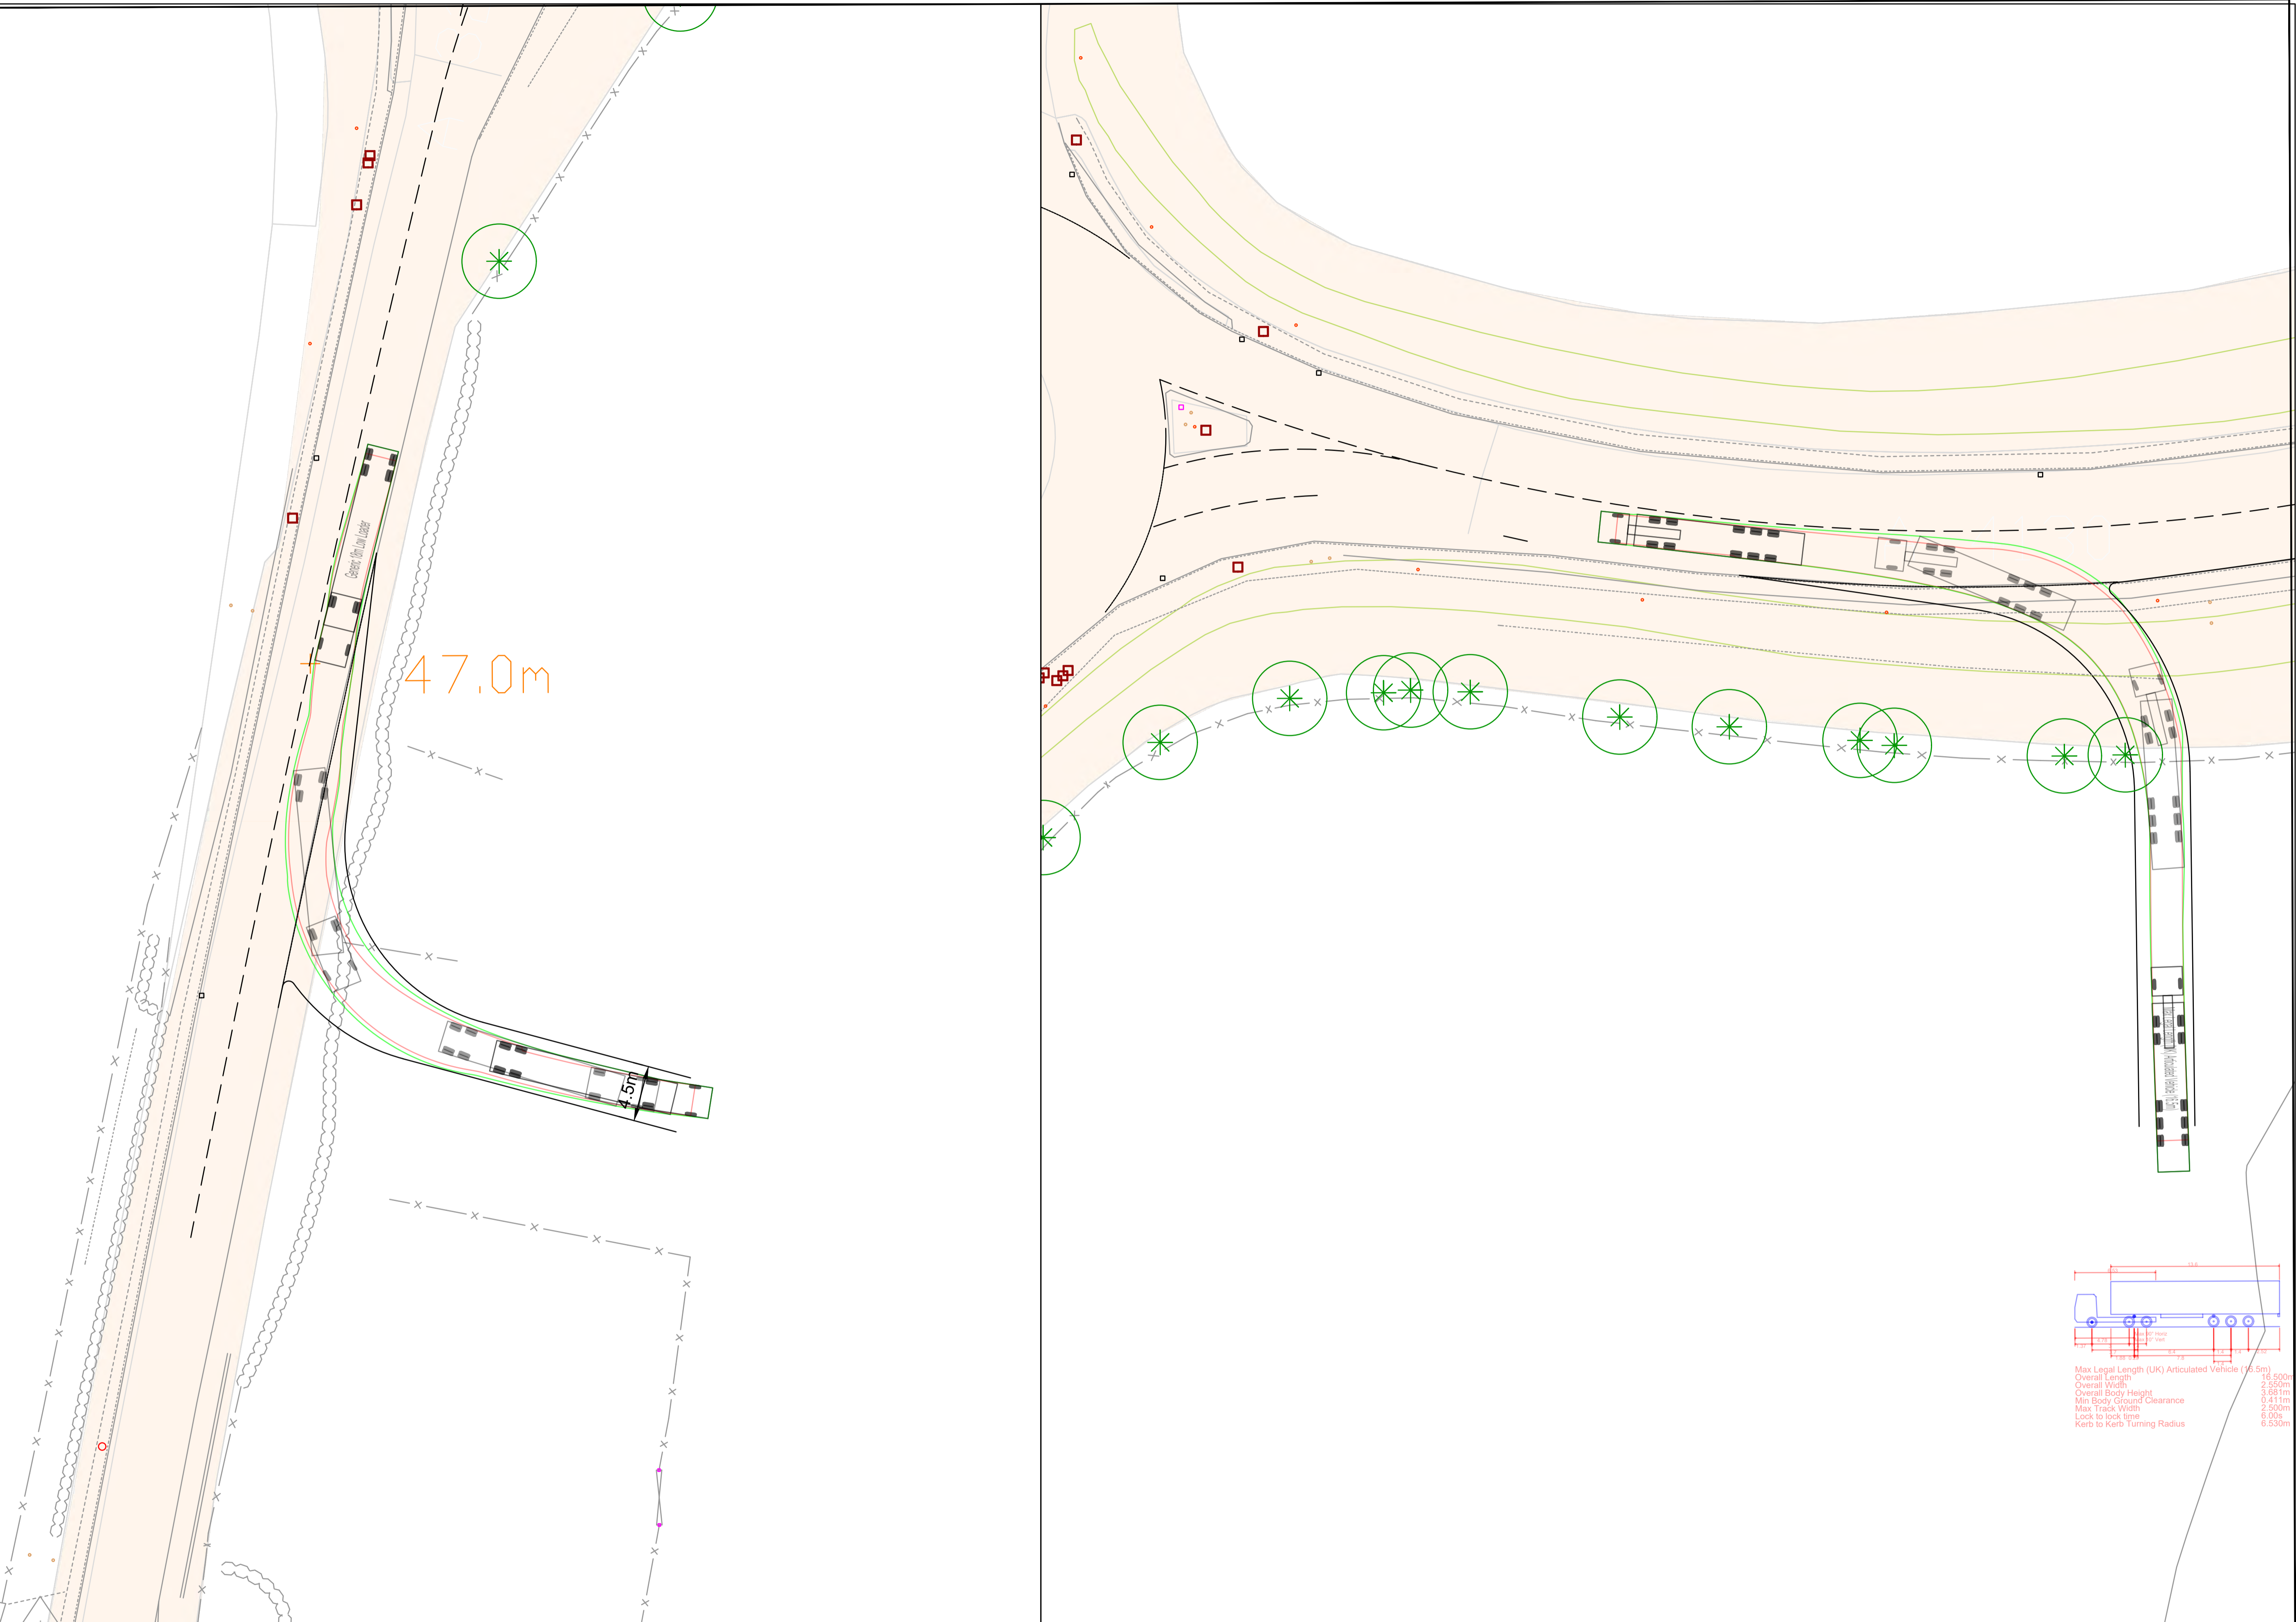 Generic 18m Low Loader
47.0m
4.5m
Max Legal Length (UK) Articulated Vehicle (16.5m)
Overall Length 16.500m
Overall Width 2.550m
Overall Body Height 3.681m
Min Body Ground Clearance 0.411m
Max Track Width 2.500m
Lock to lock time 6.00s
Kerb to Kerb Turning Radius 6.530m